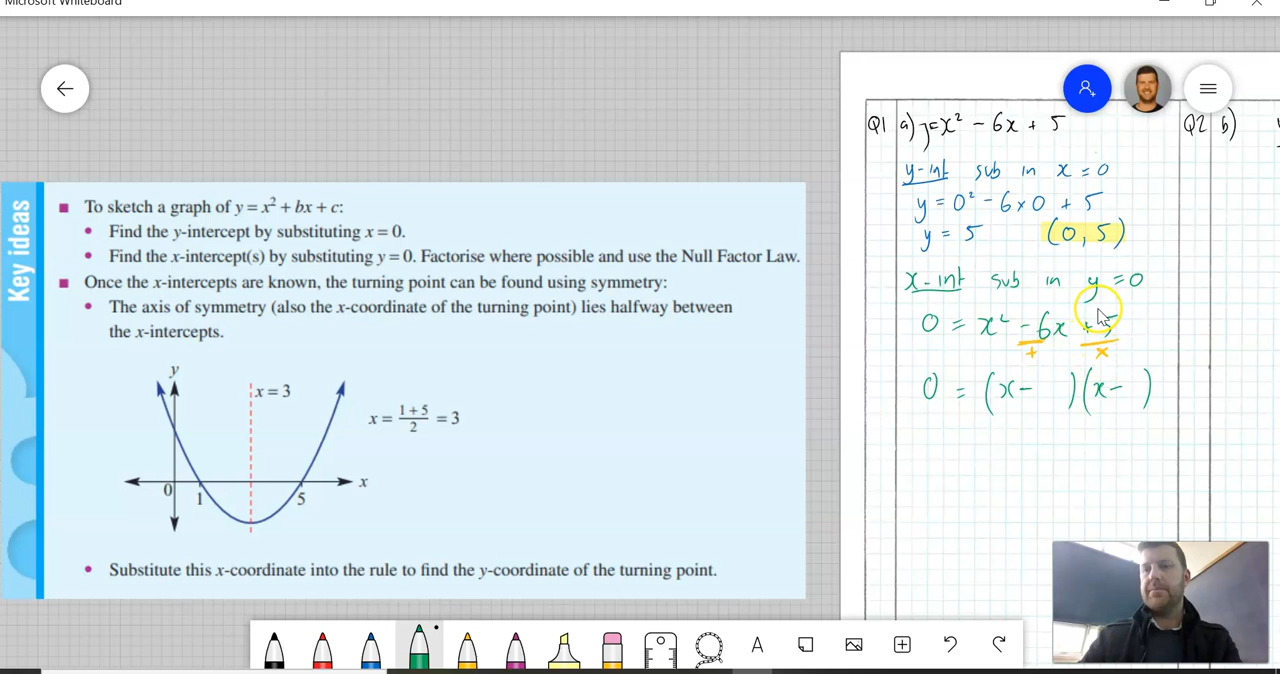 Microsoft Whiteboard
Key ideas
■ To sketch a graph of y = x² + bx + c:
• Find the y-intercept by substituting x = 0.
• Find the x-intercept(s) by substituting y = 0. Factorise where possible and use the Null Factor Law.
■ Once the x-intercepts are known, the turning point can be found using symmetry:
• The axis of symmetry (also the x-coordinate of the turning point) lies halfway between
the x-intercepts.
y
x = 3
x = (1 + 5)/2 = 3
0
1
5
x
• Substitute this x-coordinate into the rule to find the y-coordinate of the turning point.
Q1 a) y=x² - 6x + 5
y-int sub in x = 0
y = 0² - 6x0 + 5
y = 5 (0, 5)
x-int sub in y = 0
0 = x² - 6x + 5
+ x
0 = (x- )(x- )
Q2 b)
A